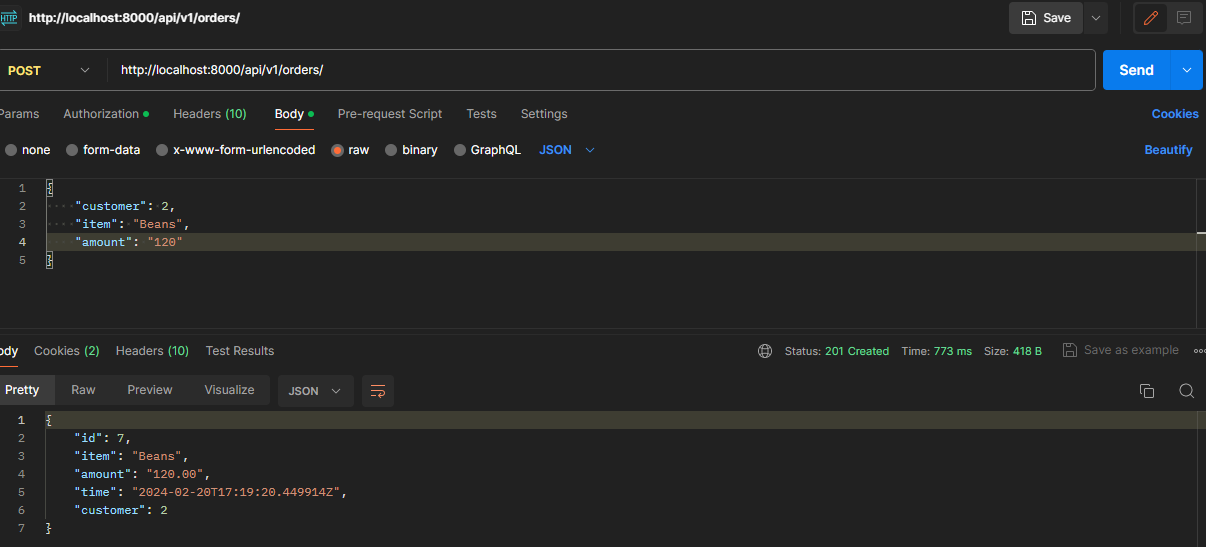 HTTP http://localhost:8000/api/v1/orders/ Save
POST http://localhost:8000/api/v1/orders/ Send
Params Authorization Headers (10) Body Pre-request Script Tests Settings Cookies
none form-data x-www-form-urlencoded raw binary GraphQL JSON Beautify
1 {
2 "customer": 2,
3 "item": "Beans",
4 "amount": "120"
5 }
ody Cookies (2) Headers (10) Test Results Status: 201 Created Time: 773 ms Size: 418 B Save as example
Pretty Raw Preview Visualize JSON
1 {
2 "id": 7,
3 "item": "Beans",
4 "amount": "120.00",
5 "time": "2024-02-20T17:19:20.449914Z",
6 "customer": 2
7 }